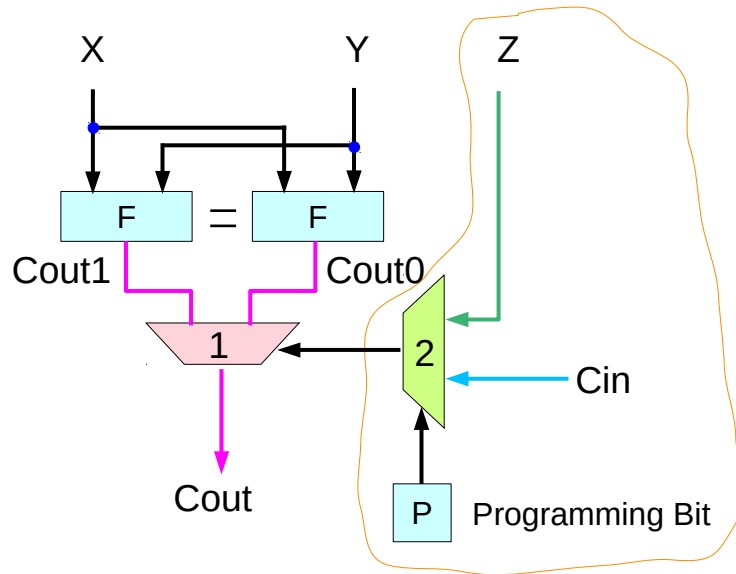 X Y Z
F = F
Cout1 Cout0
1 2
Cin
Cout
P Programming Bit